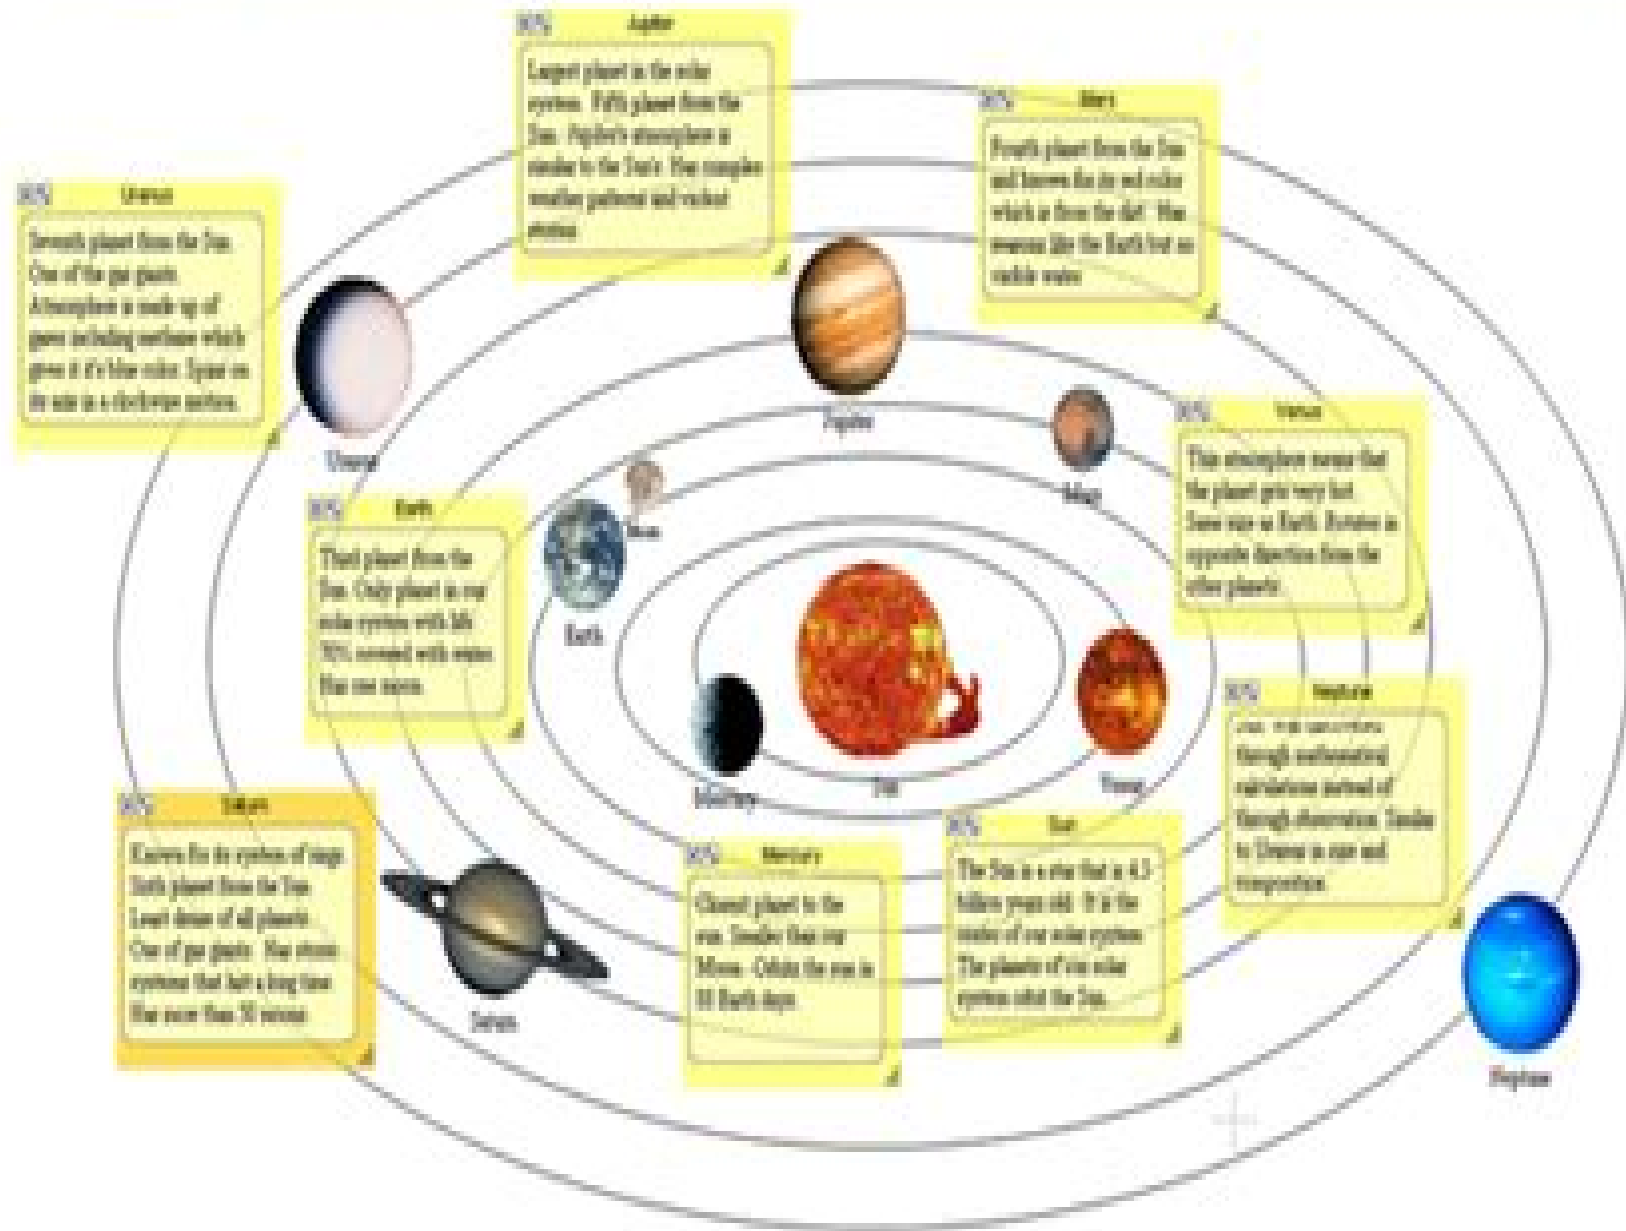 Jupiter
Largest planet in the solar
system. Fifth planet from the
Sun. Jupiter's atmosphere is
similar to the Sun's. Has complex
weather patterns and violent
storms
Mars
Fourth planet from the Sun
and known for its red color
which is from the dirt. Has
seasons like the Earth but no
visible water
Uranus
Seventh planet from the Sun.
One of the gas giants.
Atmosphere is made up of
gases including methane which
gives it it's blue color. Spins on
its axis in a clockwise motion.
Uranus
Jupiter
Mars
Venus
This atmosphere means that
the planet gets very hot.
Same size as Earth. Rotates in
opposite direction from the
other planets.
Earth
Third planet from the
Sun. Only planet in our
solar system with life
70% covered with water.
Has one moon.
Moon
Earth
Mercury
Sun
Venus
Neptune
through mathematical
calculations instead of
through observation. Similar
to Uranus in size and
composition.
Saturn
Known for its system of rings.
Sixth planet from the Sun.
Least dense of all planets.
One of gas giants. Has storm
systems that last a long time
Has more than 30 moons
Saturn
Mercury
Closest planet to the
sun. Smaller than our
Moon. Orbits the sun in
88 Earth days.
Sun
The Sun is a star that is 4.5
billion years old. It is the
center of our solar system
The planets of our solar
system orbit the Sun.
Neptune